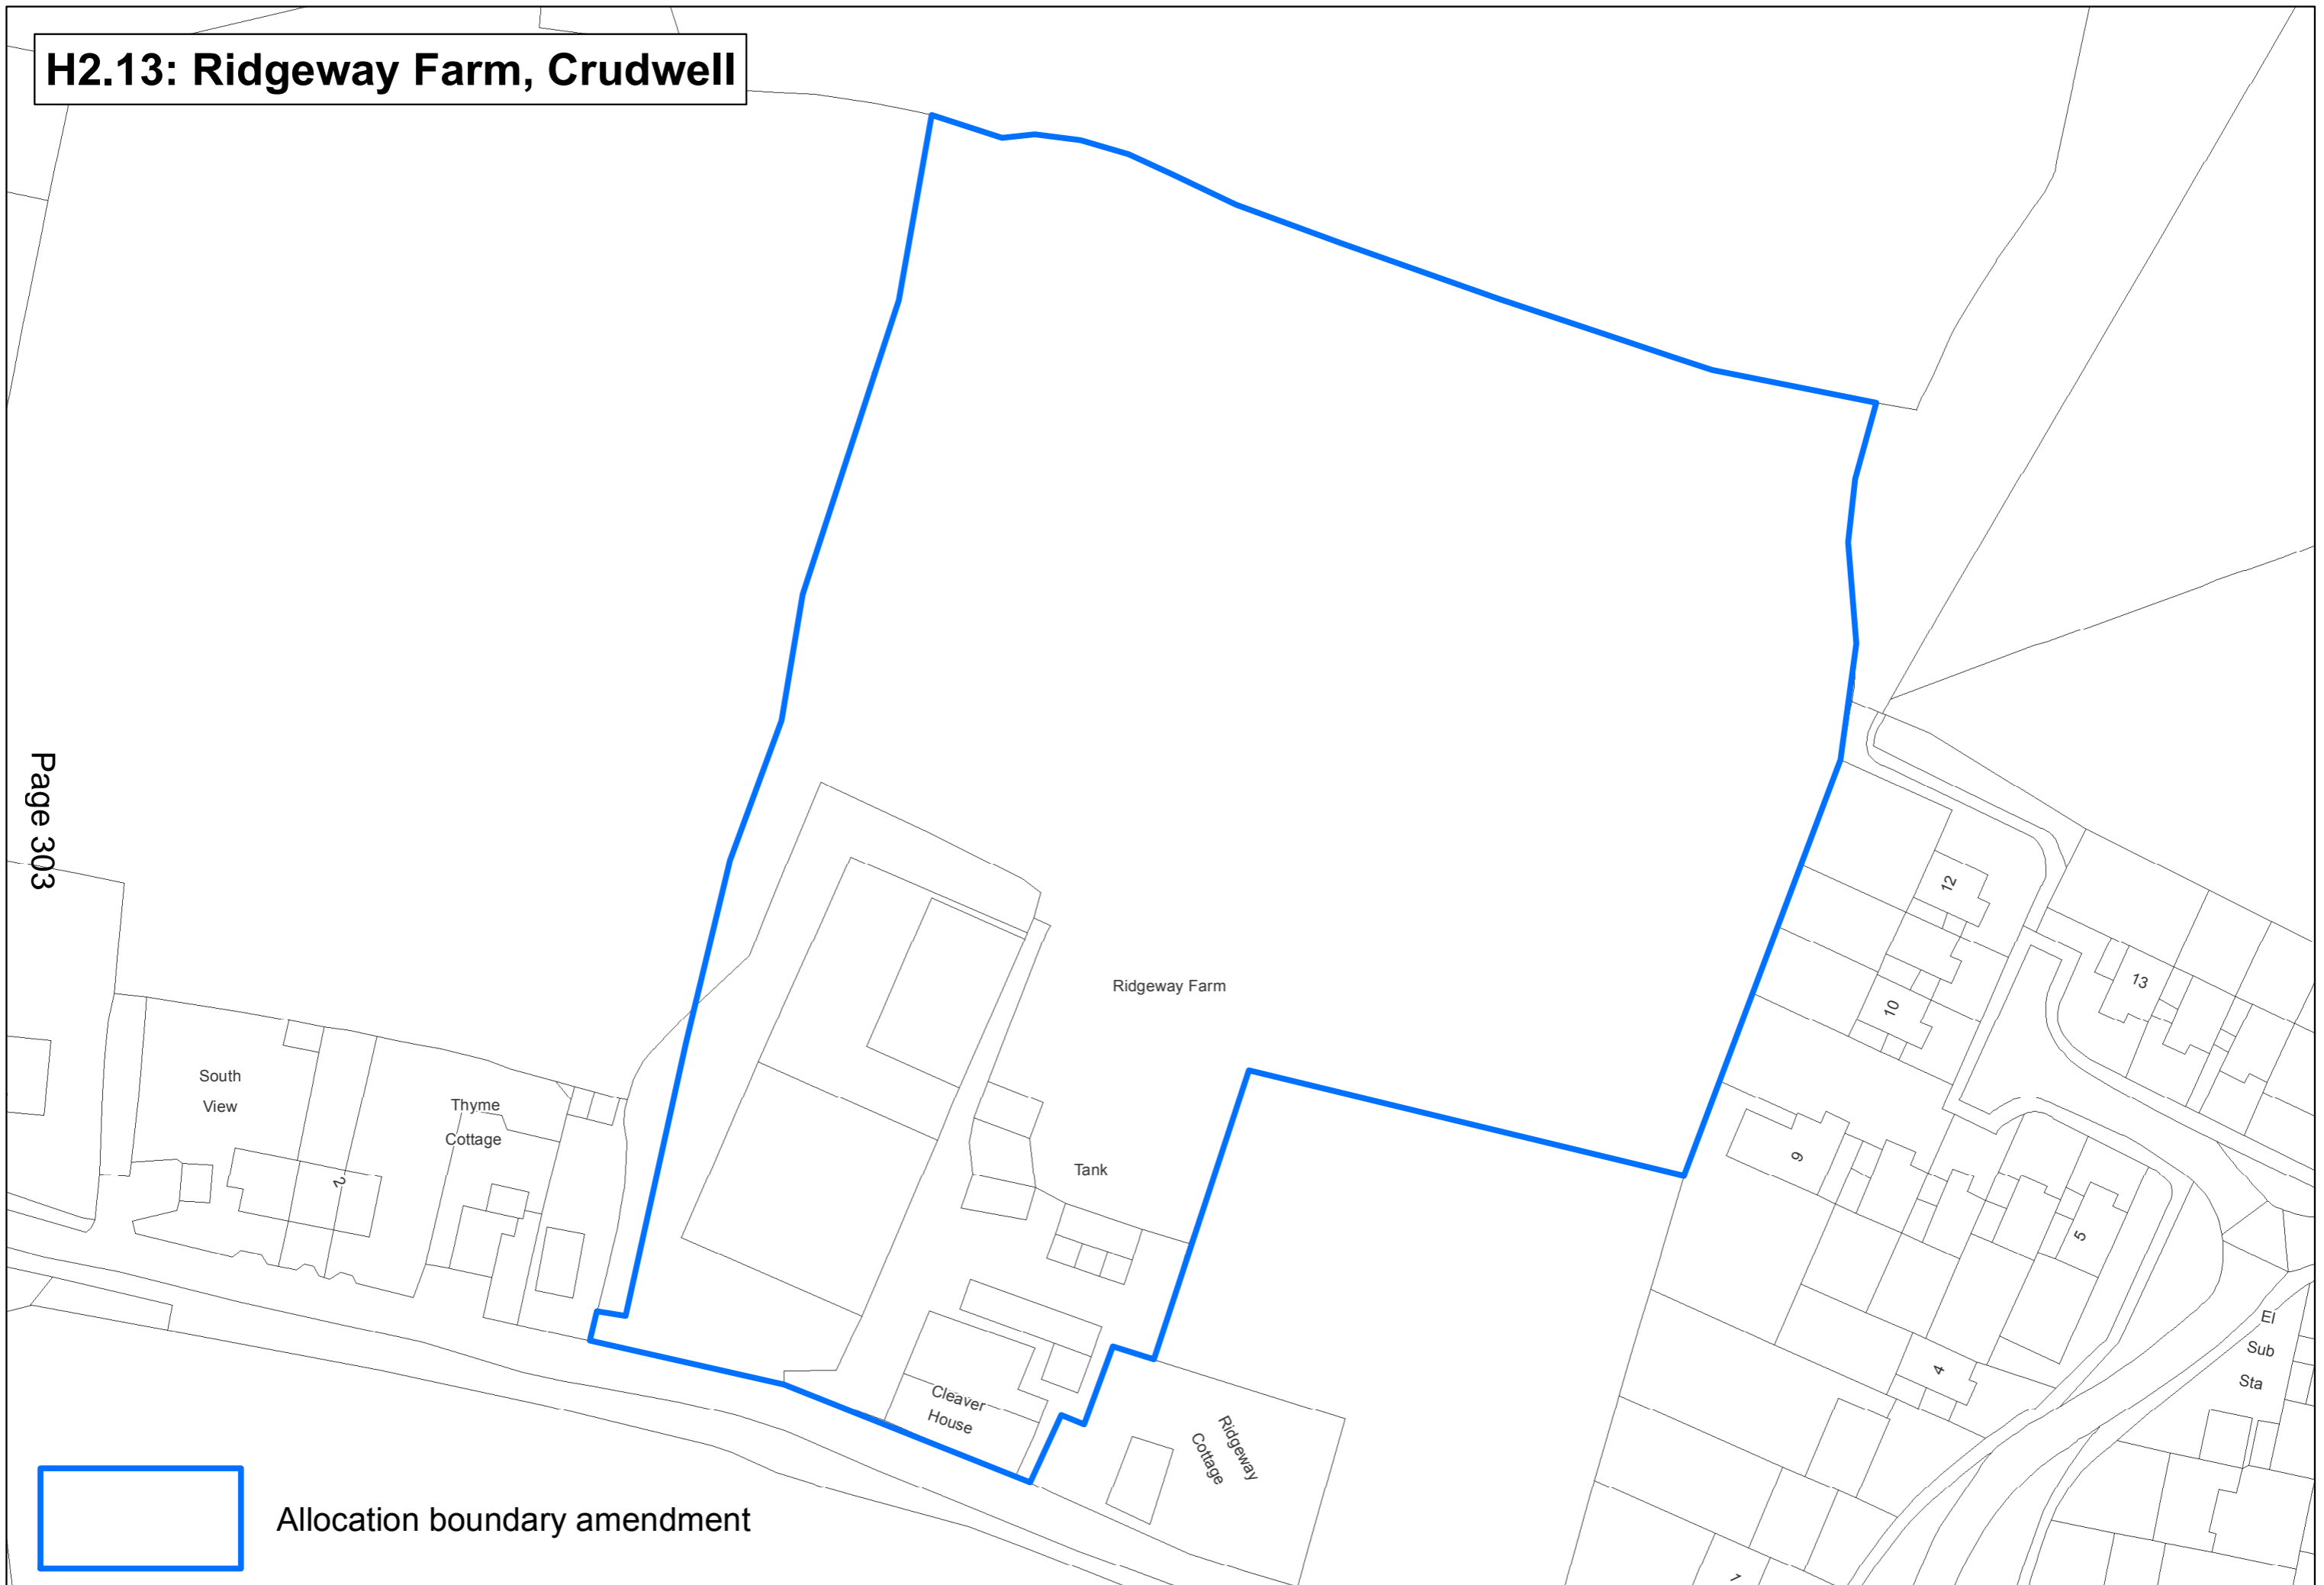 H2.13: Ridgeway Farm, Crudwell
Page 303
Ridgeway Farm
Tank
South
View
2
Thyme
Cottage
Cleaver
House
Ridgeway
Cottage
12
10
13
9
5
4
1
El
Sub
Sta
Allocation boundary amendment